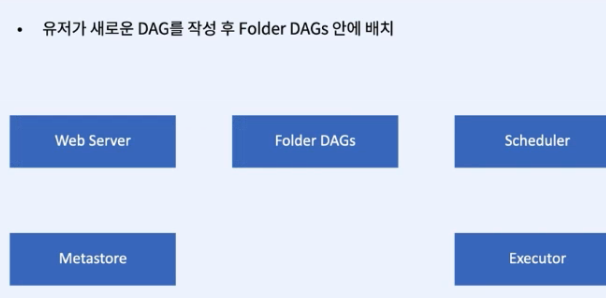 • 유저가 새로운 DAG를 작성 후 Folder DAGs 안에 배치
Web Server
Folder DAGs
Scheduler
Metastore
Executor